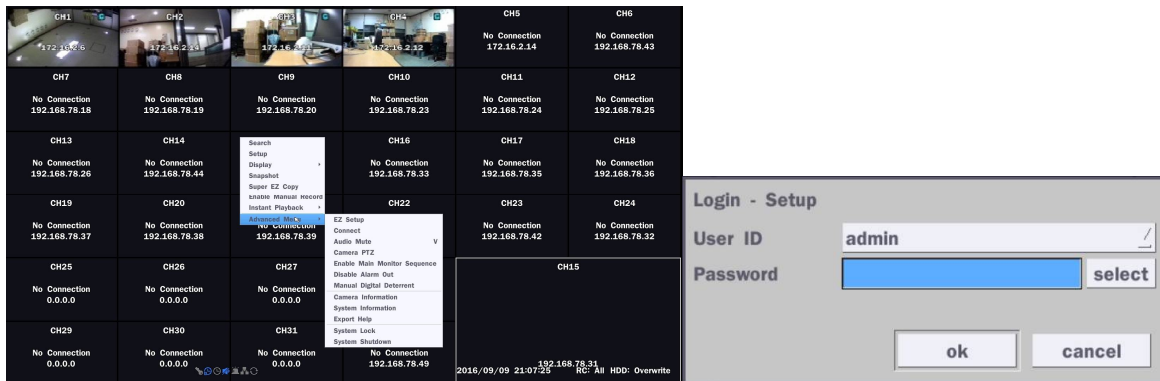 CH1
172.16.2.6
CH2
172.16.2.14
CH3
172.16.2.11
CH4
172.16.2.12
CH5
No Connection
172.16.2.14
CH6
No Connection
192.168.78.43
CH7
No Connection
192.168.78.18
CH8
No Connection
192.168.78.19
CH9
No Connection
192.168.78.20
CH10
No Connection
192.168.78.23
CH11
No Connection
192.168.78.24
CH12
No Connection
192.168.78.25
CH13
No Connection
192.168.78.26
CH14
No Connection
192.168.78.44
CH16
No Connection
192.168.78.33
CH17
No Connection
192.168.78.35
CH18
No Connection
192.168.78.36
Search
Setup
Display
Snapshot
Super EZ Copy
Enable Manual Record
Instant Playback
Advanced Menu
CH19
No Connection
192.168.78.37
CH20
No Connection
192.168.78.38
No Connection
192.168.78.39
CH22
CH23
No Connection
192.168.78.42
CH24
No Connection
192.168.78.32
EZ Setup
Connect
Audio Mute V
Camera PTZ
Enable Main Monitor Sequence
Disable Alarm Out
Manual Digital Deterrent
Camera Information
System Information
Export Help
System Lock
System Shutdown
CH25
No Connection
0.0.0.0
CH26
No Connection
0.0.0.0
CH27
No Connection
0.0.0.0
CH15
192.168.78.31
CH29
No Connection
0.0.0.0
CH30
No Connection
0.0.0.0
CH31
No Connection
0.0.0.0
No Connection
192.168.78.49
2016/09/09 21:07:25 RC: All HDD: Overwrite
Login - Setup
User ID admin
Password select
ok cancel